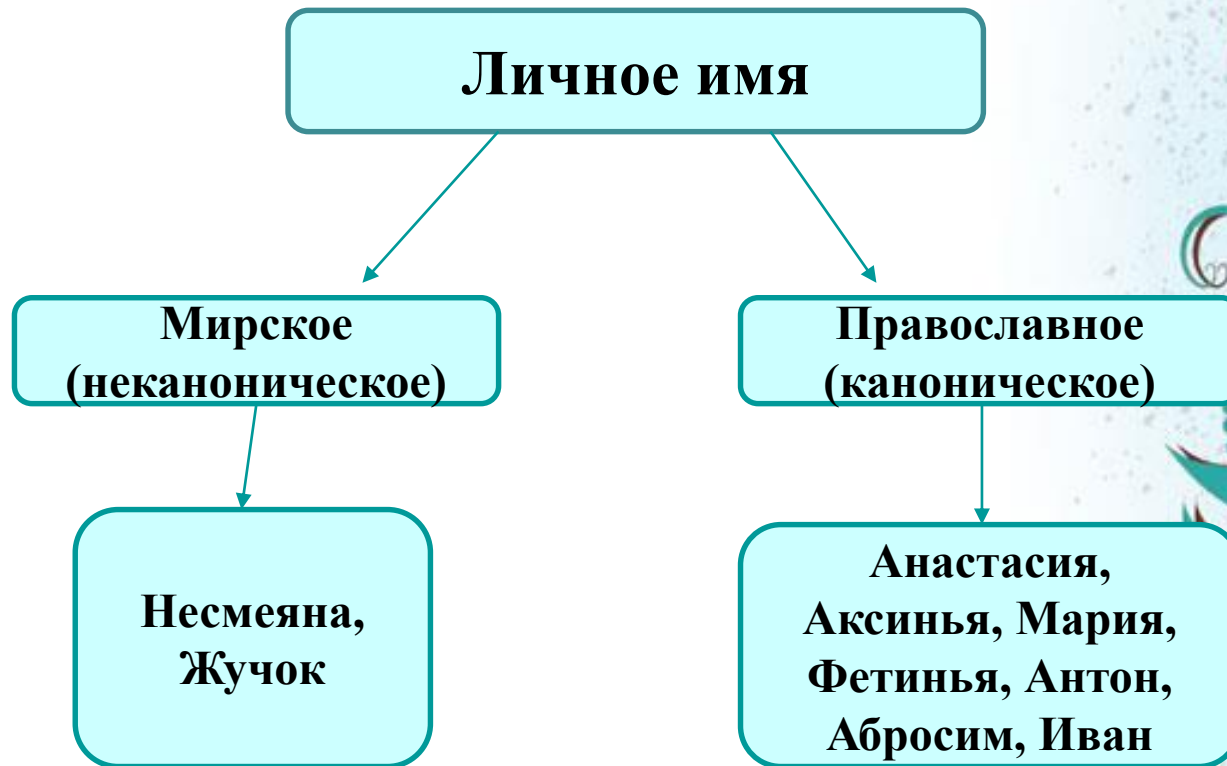 Личное имя
Мирское
(неканоническое)
Православное
(каноническое)
Несмеяна,
Жучок
Анастасия,
Аксинья, Мария,
Фетинья, Антон,
Абросим, Иван